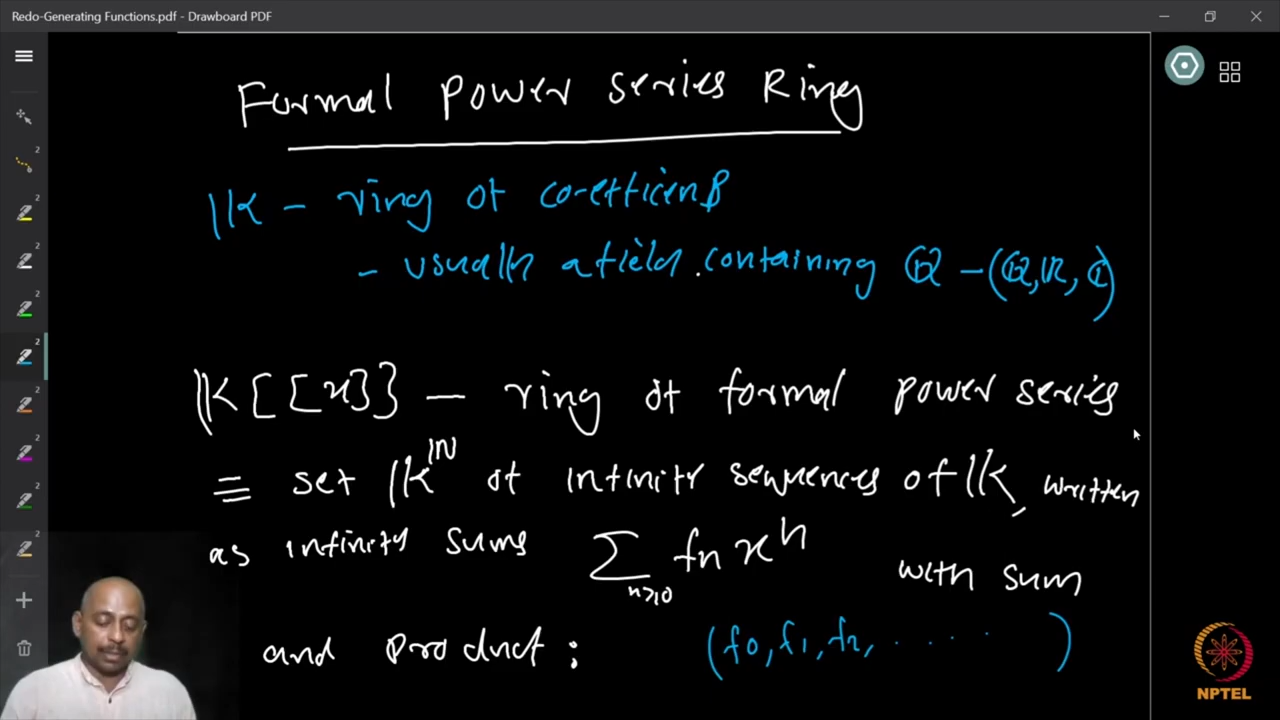 Redo-Generating Functions.pdf - Drawboard PDF
Formal Power Series Ring
𝕂 - ring of co-efficients
- usually a field containing ℚ - (ℚ, ℝ, ℂ)
𝕂[[x]] - ring of formal power series
≡ set 𝕂^ℕ of infinity sequences of 𝕂, written
as infinity sums ∑_{n≥0} fn x^n with sum
and product : (f0, f1, f2, . . . . )
NPTEL